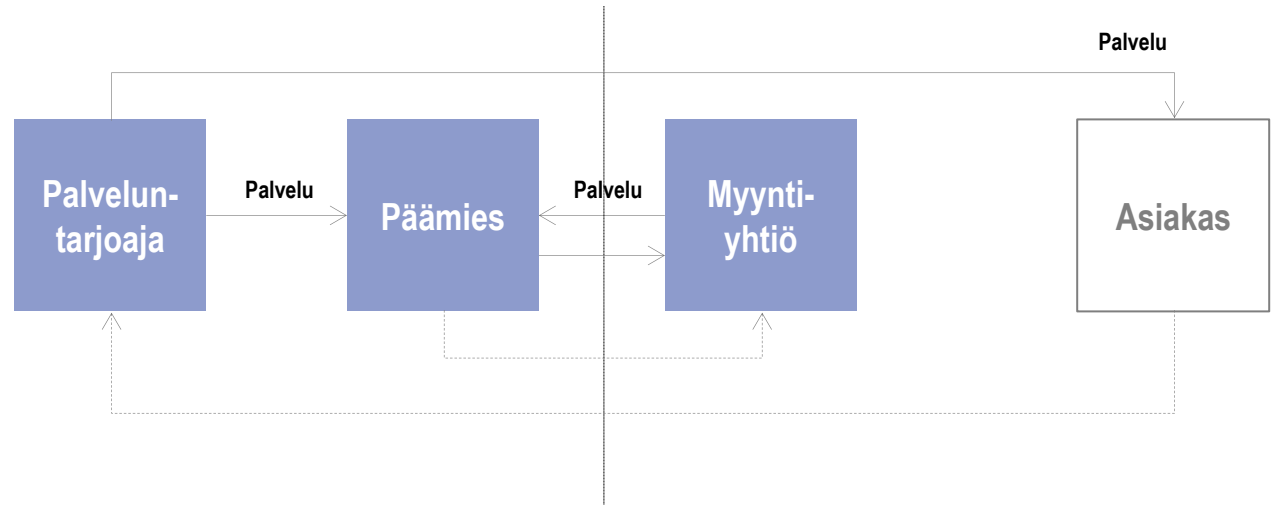 Palvelu
Palvelun-
tarjoaja
Palvelu
Päämies
Palvelu
Myynti-
yhtiö
Asiakas